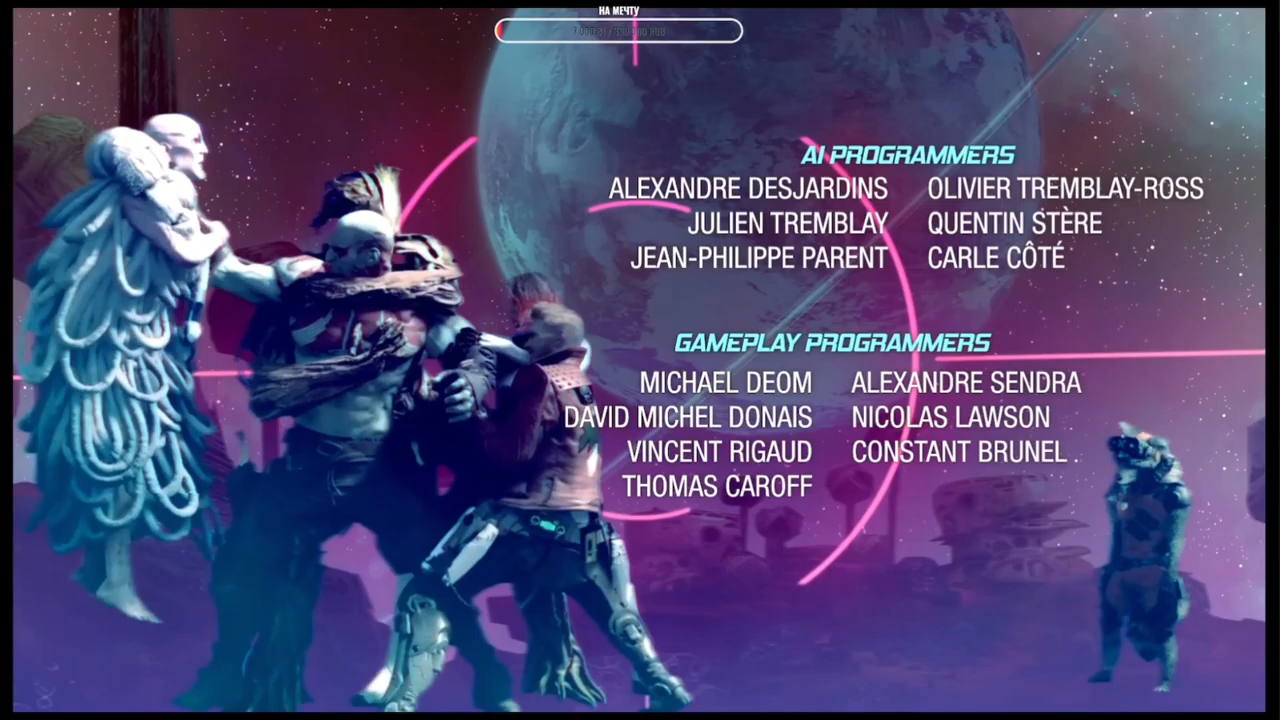 НА МЕЧТУ
AI PROGRAMMERS
ALEXANDRE DESJARDINS OLIVIER TREMBLAY-ROSS
JULIEN TREMBLAY QUENTIN STÈRE
JEAN-PHILIPPE PARENT CARLE CÔTÉ
GAMEPLAY PROGRAMMERS
MICHAEL DEOM ALEXANDRE SENDRA
DAVID MICHEL DONAIS NICOLAS LAWSON
VINCENT RIGAUD CONSTANT BRUNEL
THOMAS CAROFF